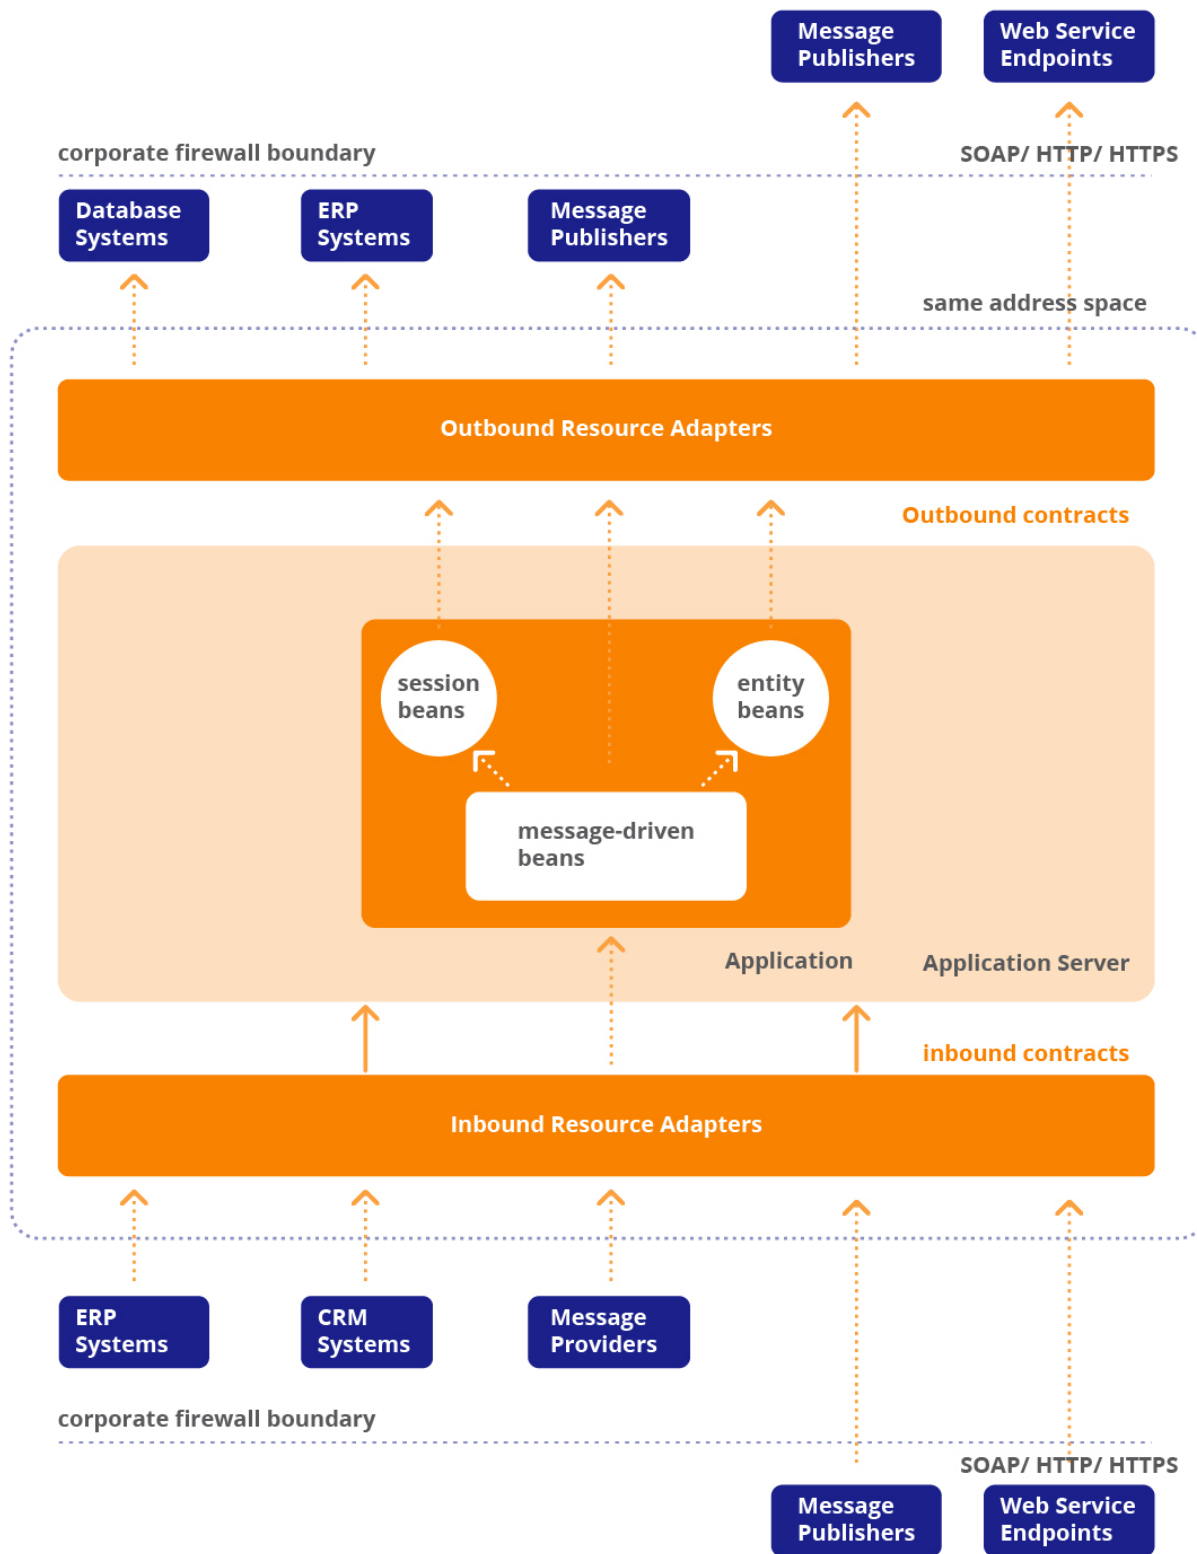 Message
Publishers
Web Service
Endpoints
corporate firewall boundary
SOAP/ HTTP/ HTTPS
Database
Systems
ERP
Systems
Message
Publishers
same address space
Outbound Resource Adapters
Outbound contracts
session
beans
entity
beans
message-driven
beans
Application
Application Server
inbound contracts
Inbound Resource Adapters
ERP
Systems
CRM
Systems
Message
Providers
corporate firewall boundary
SOAP/ HTTP/ HTTPS
Message
Publishers
Web Service
Endpoints